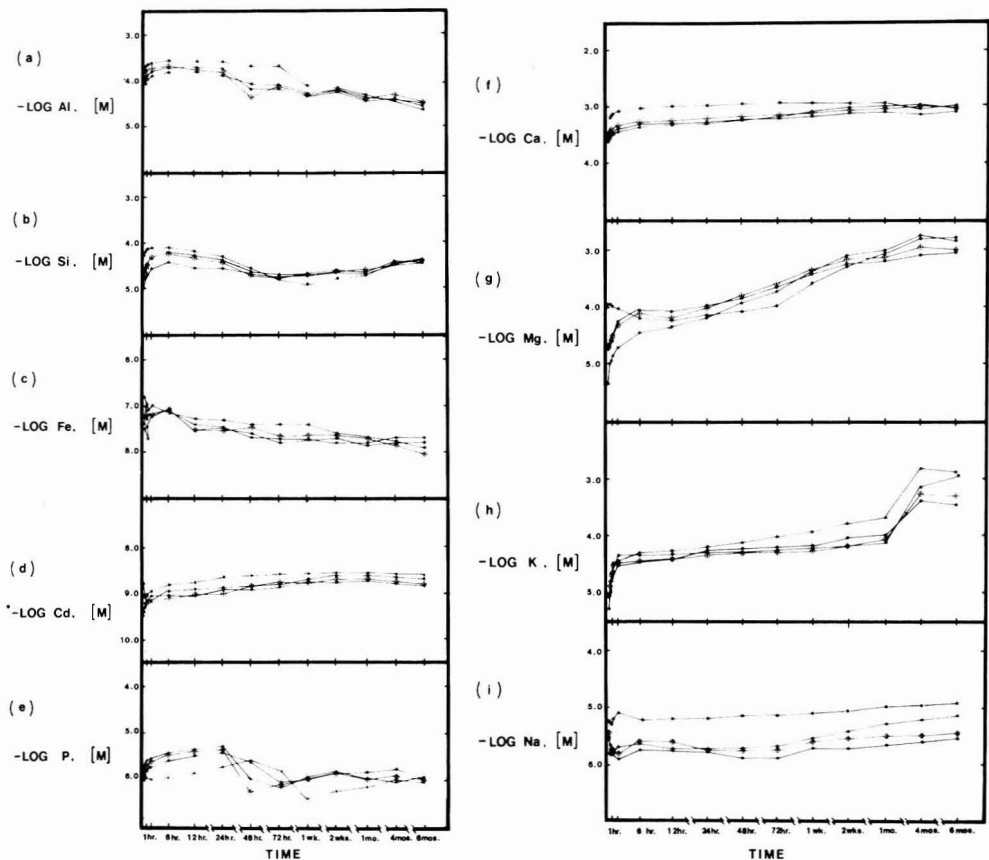 (a)
-LOG Al. [M]
3.0
4.0
5.0
(b)
-LOG Si. [M]
3.0
4.0
5.0
(c)
-LOG Fe. [M]
6.0
7.0
8.0
(d)
*-LOG Cd. [M]
8.0
9.0
10.0
(e)
-LOG P. [M]
4.0
5.0
6.0
1hr. 6hr. 12hr. 24hr. 48hr. 72hr. 1wk. 2wks. 1mo. 4mos. 6mos.
TIME
(f)
-LOG Ca. [M]
2.0
3.0
4.0
(g)
-LOG Mg. [M]
3.0
4.0
5.0
(h)
-LOG K. [M]
3.0
4.0
5.0
(i)
-LOG Na. [M]
5.0
6.0
1hr. 6hr. 12hr. 24hr. 48hr. 72hr. 1wk. 2wks. 1mo. 4mos. 6mos.
TIME